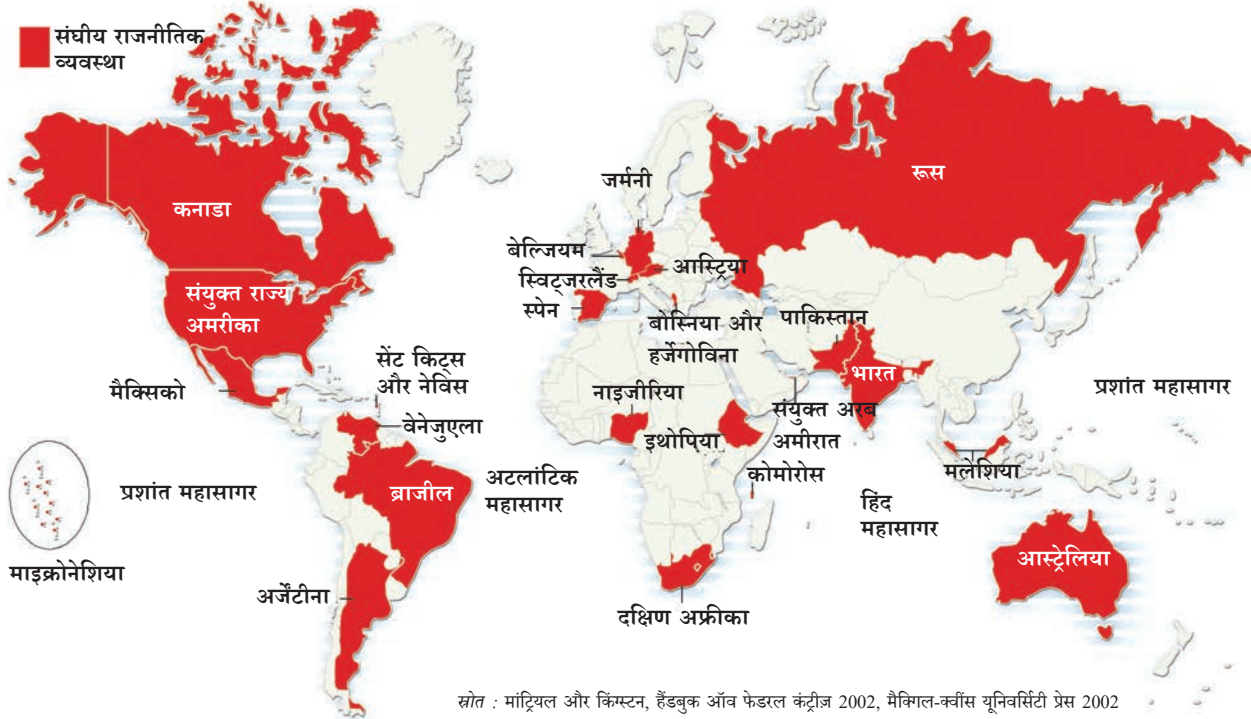 संघीय राजनीतिक
व्यवस्था
कनाडा
संयुक्त राज्य
अमरीका
मैक्सिको
सेंट किट्स
और नेविस
वेनेजुएला
ब्राजील
अटलांटिक
महासागर
प्रशांत महासागर
माइक्रोनेशिया
अर्जेंटीना
जर्मनी
बेल्जियम
आस्ट्रिया
स्विट्जरलैंड
स्पेन
बोस्निया और
हर्जेगोविना
रूस
पाकिस्तान
भारत
नाइजीरिया
इथोपिया
संयुक्त अरब
अमीरात
कोमोरोस
मलेशिया
प्रशांत महासागर
हिंद
महासागर
आस्ट्रेलिया
दक्षिण अफ्रीका
स्रोत : मांट्रियल और किंग्स्टन, हैंडबुक ऑव फेडरल कंट्रीज़ 2002, मैक्गिल-क्वींस यूनिवर्सिटी प्रेस 2002